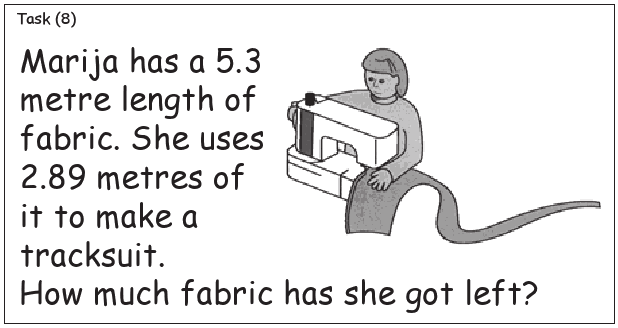 Task (8)
Marija has a 5.3
metre length of
fabric. She uses
2.89 metres of
it to make a
tracksuit.
How much fabric has she got left?